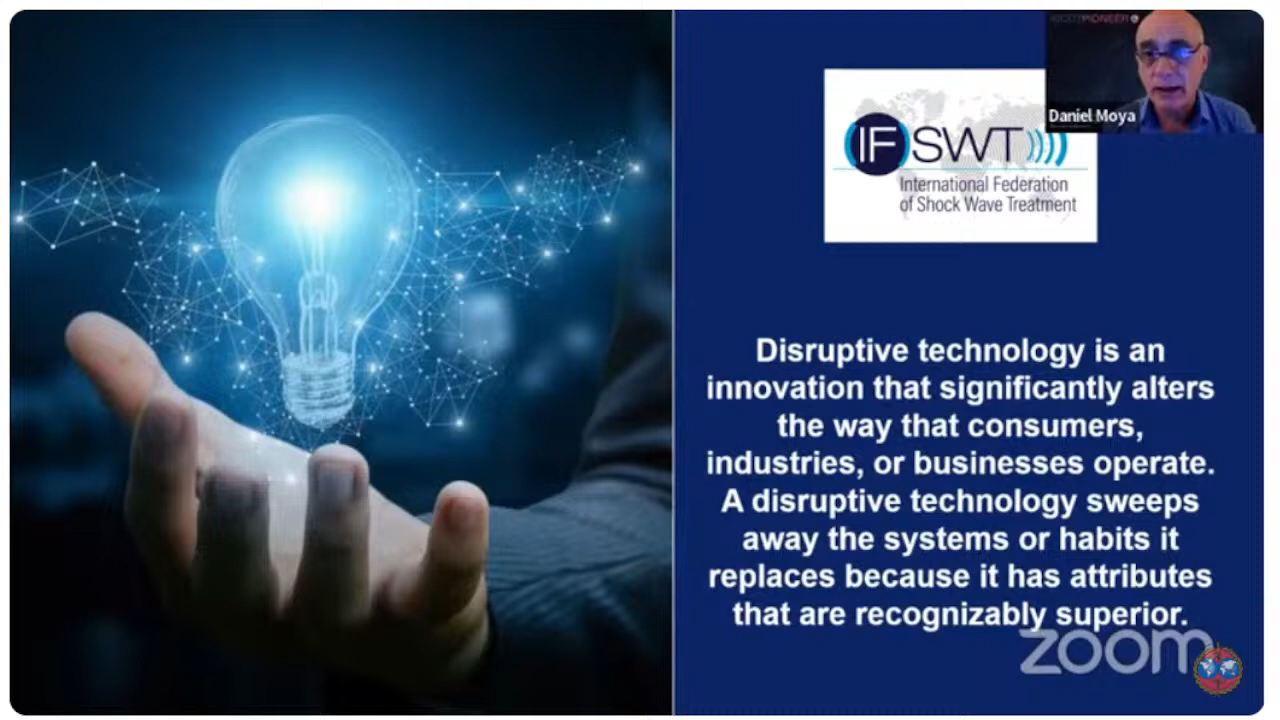 Daniel Moya
(IF)SWT
International Federation
of Shock Wave Treatment
Disruptive technology is an
innovation that significantly alters
the way that consumers,
industries, or businesses operate.
A disruptive technology sweeps
away the systems or habits it
replaces because it has attributes
that are recognizably superior.
zoom